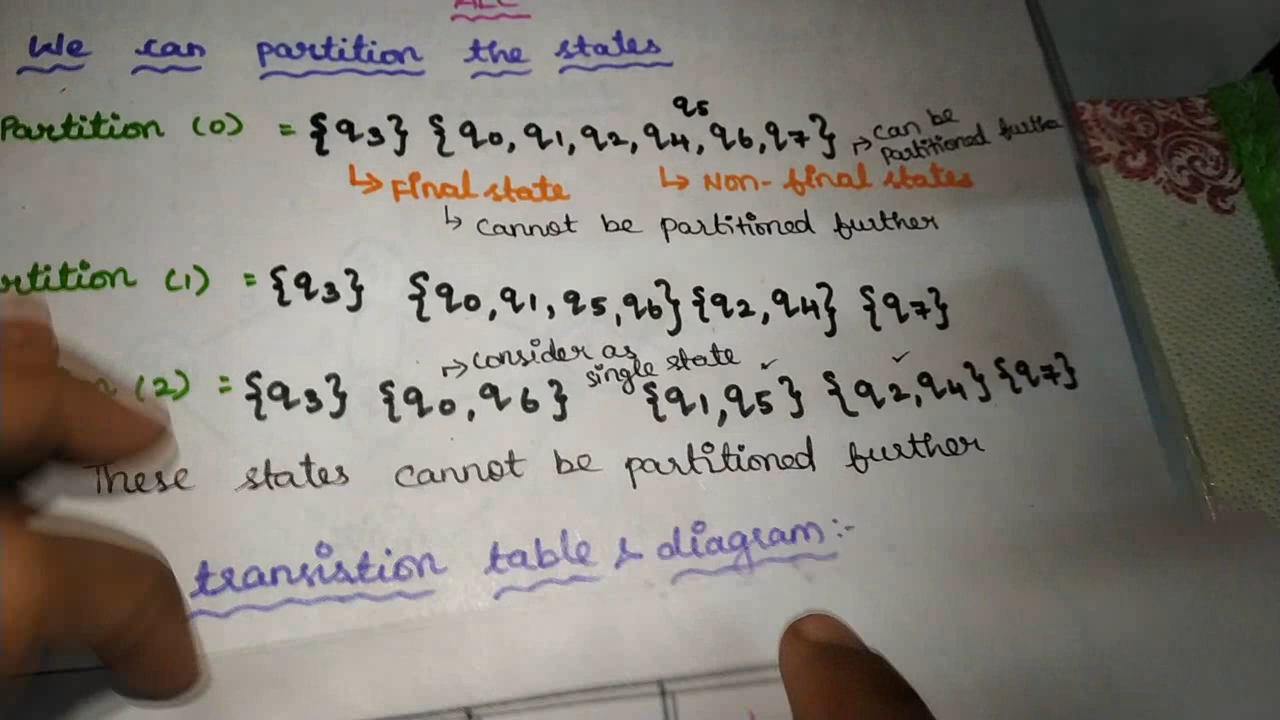 We can partition the states
q5
Partition (0) = {q3} {q0, q1, q2, q4, q6, q7} ↱ can be
partitioned further
↳ Final state ↳ Non-final states
↳ cannot be partitioned further
rtition (1) = {q3} {q0, q1, q5, q6} {q2, q4} {q7}
↱ consider as
single state
(2) = {q3} {q0, q6} {q1, q5} {q2, q4} {q7}
These states cannot be partitioned further
transistion table & diagram:-